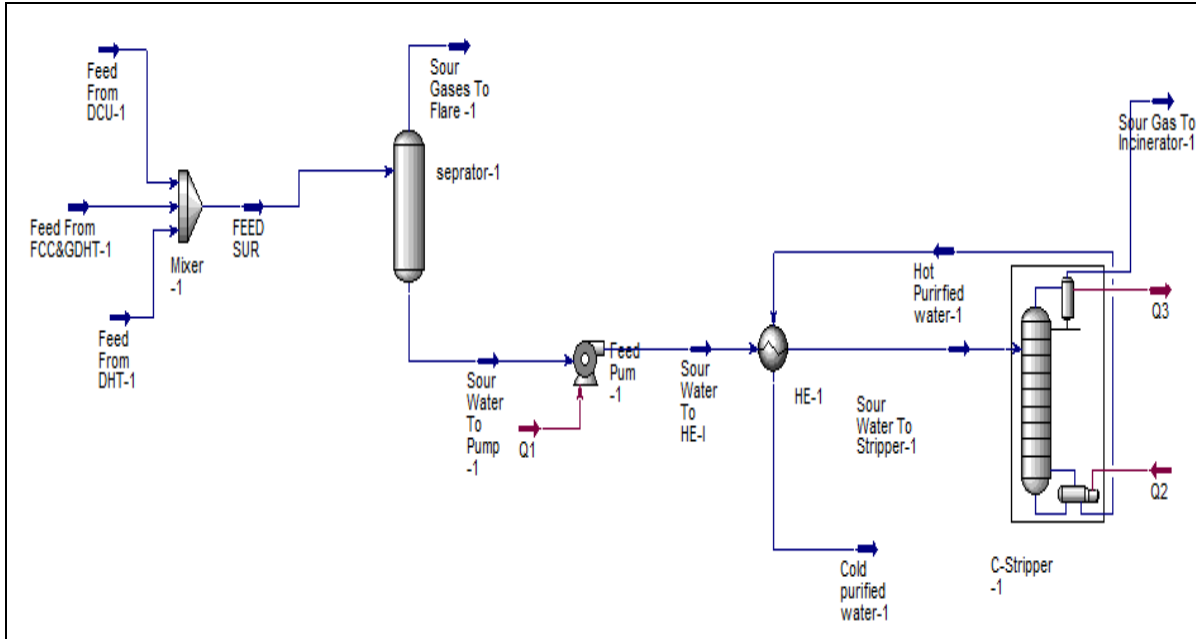 Feed
From
DCU-1
Sour
Gases To
Flare -1
seprator-1
Sour Gas To
Incinerator-1
Feed From
FCC&GDHT-1
FEED
SUR
Mixer
-1
Feed
From
DHT-1
Hot
Purirfied
water-1
Q3
Feed
Pum
-1
Sour
Water
To
Pump
-1
Q1
Sour
Water
To
HE-I
HE-1
Sour
Water To
Stripper-1
Q2
Cold
purified
water-1
C-Stripper
-1